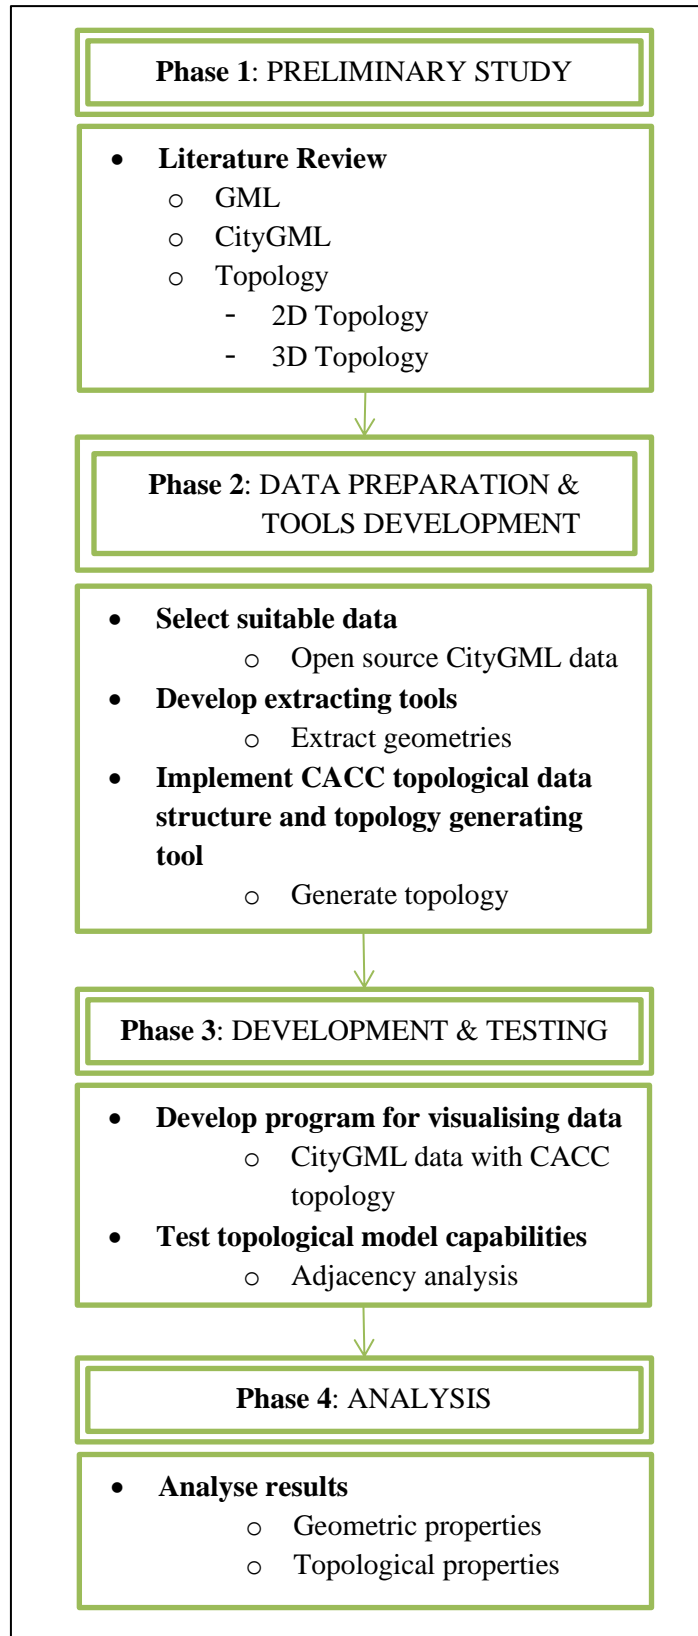 Phase 1: PRELIMINARY STUDY
• Literature Review
o GML
o CityGML
o Topology
- 2D Topology
- 3D Topology
Phase 2: DATA PREPARATION &
TOOLS DEVELOPMENT
• Select suitable data
o Open source CityGML data
• Develop extracting tools
o Extract geometries
• Implement CACC topological data
structure and topology generating
tool
o Generate topology
Phase 3: DEVELOPMENT & TESTING
• Develop program for visualising data
o CityGML data with CACC
topology
• Test topological model capabilities
o Adjacency analysis
Phase 4: ANALYSIS
• Analyse results
o Geometric properties
o Topological properties